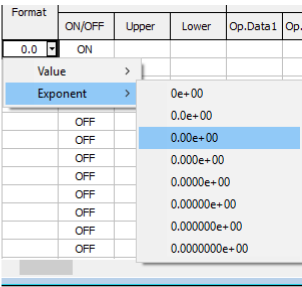 Format
ON/OFF Upper Lower Op.Data1 Op.
0.0 ON
Value >
Exponent >
0e+00
0.0e+00
OFF 0.00e+00
OFF 0.000e+00
OFF 0.0000e+00
OFF 0.00000e+00
OFF 0.000000e+00
OFF 0.0000000e+00
OFF
OFF